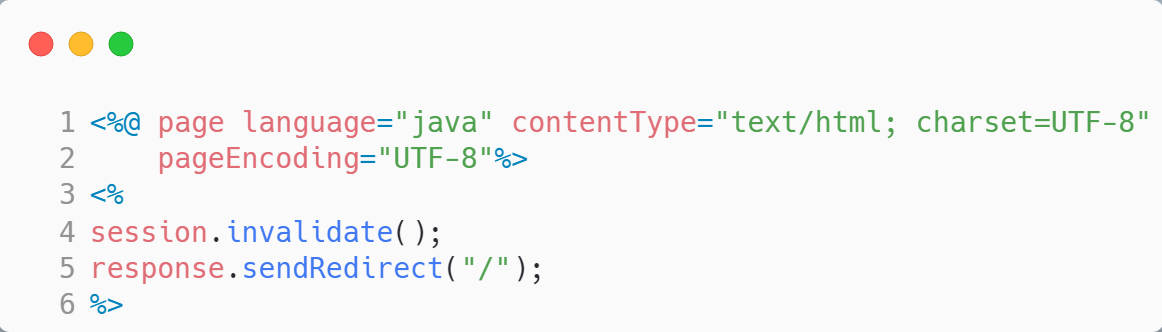 1 <%@ page language="java" contentType="text/html; charset=UTF-8"
2     pageEncoding="UTF-8"%>
3 <%
4 session.invalidate();
5 response.sendRedirect("/");
6 %>